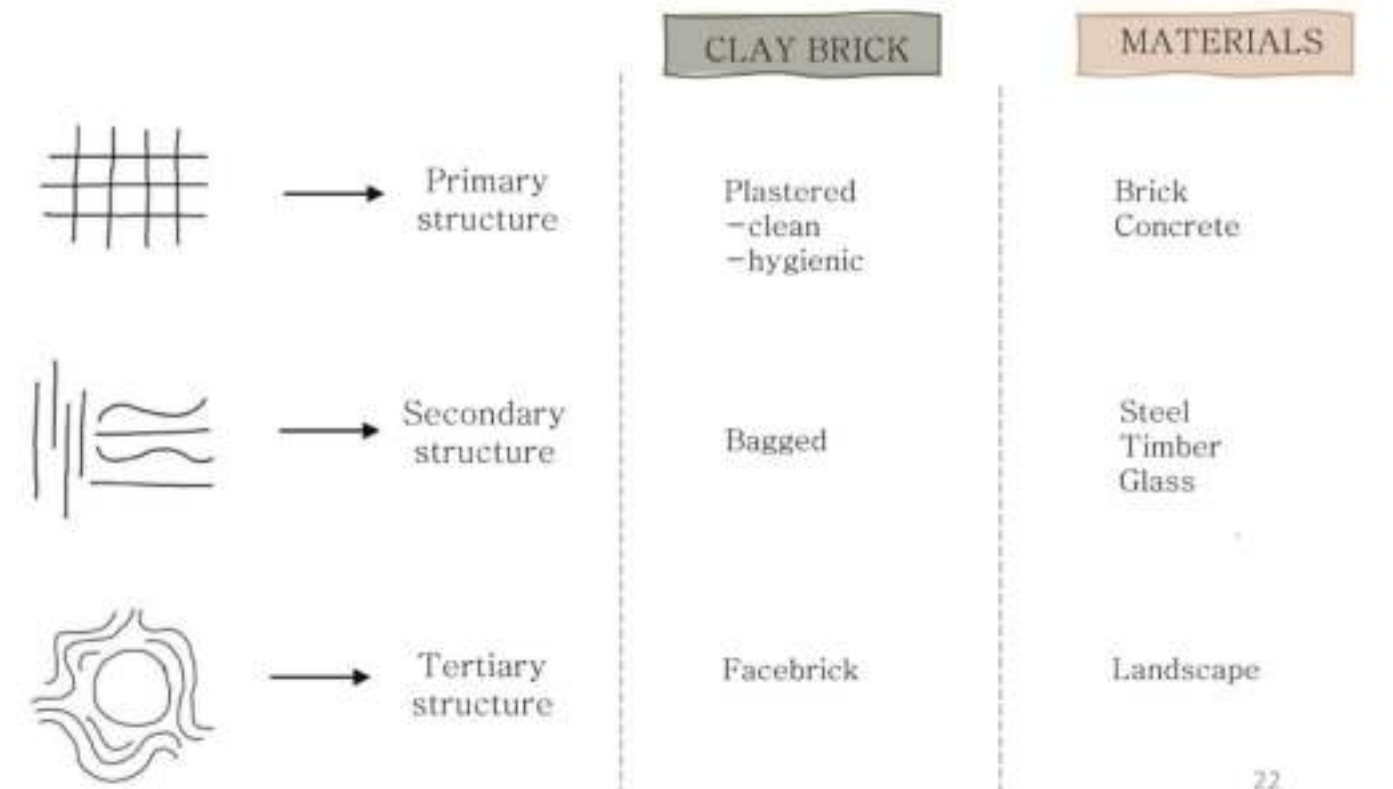 CLAY BRICK
MATERIALS
Primary
structure
Plastered
-clean
-hygienic
Brick
Concrete
Secondary
structure
Bagged
Steel
Timber
Glass
Tertiary
structure
Facebrick
Landscape
22